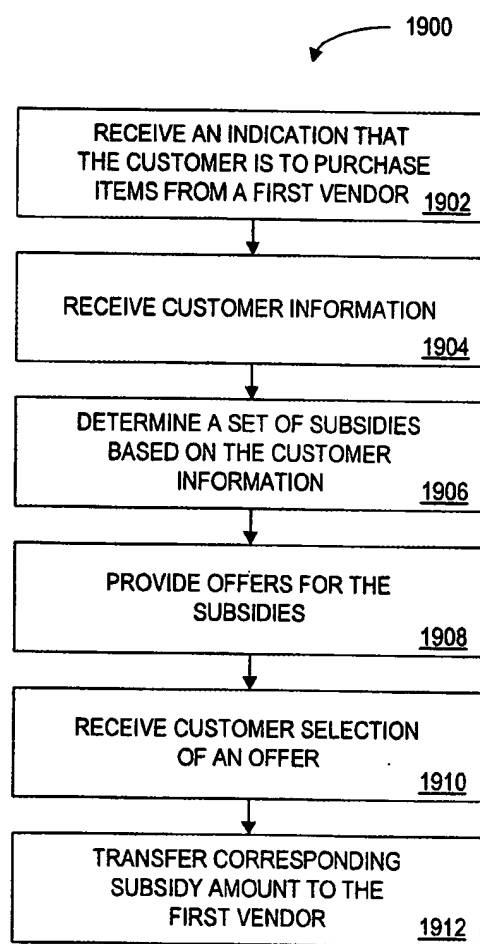 1900
RECEIVE AN INDICATION THAT
THE CUSTOMER IS TO PURCHASE
ITEMS FROM A FIRST VENDOR
1902
RECEIVE CUSTOMER INFORMATION
1904
DETERMINE A SET OF SUBSIDIES
BASED ON THE CUSTOMER
INFORMATION
1906
PROVIDE OFFERS FOR THE
SUBSIDIES
1908
RECEIVE CUSTOMER SELECTION
OF AN OFFER
1910
TRANSFER CORRESPONDING
SUBSIDY AMOUNT TO THE
FIRST VENDOR
1912